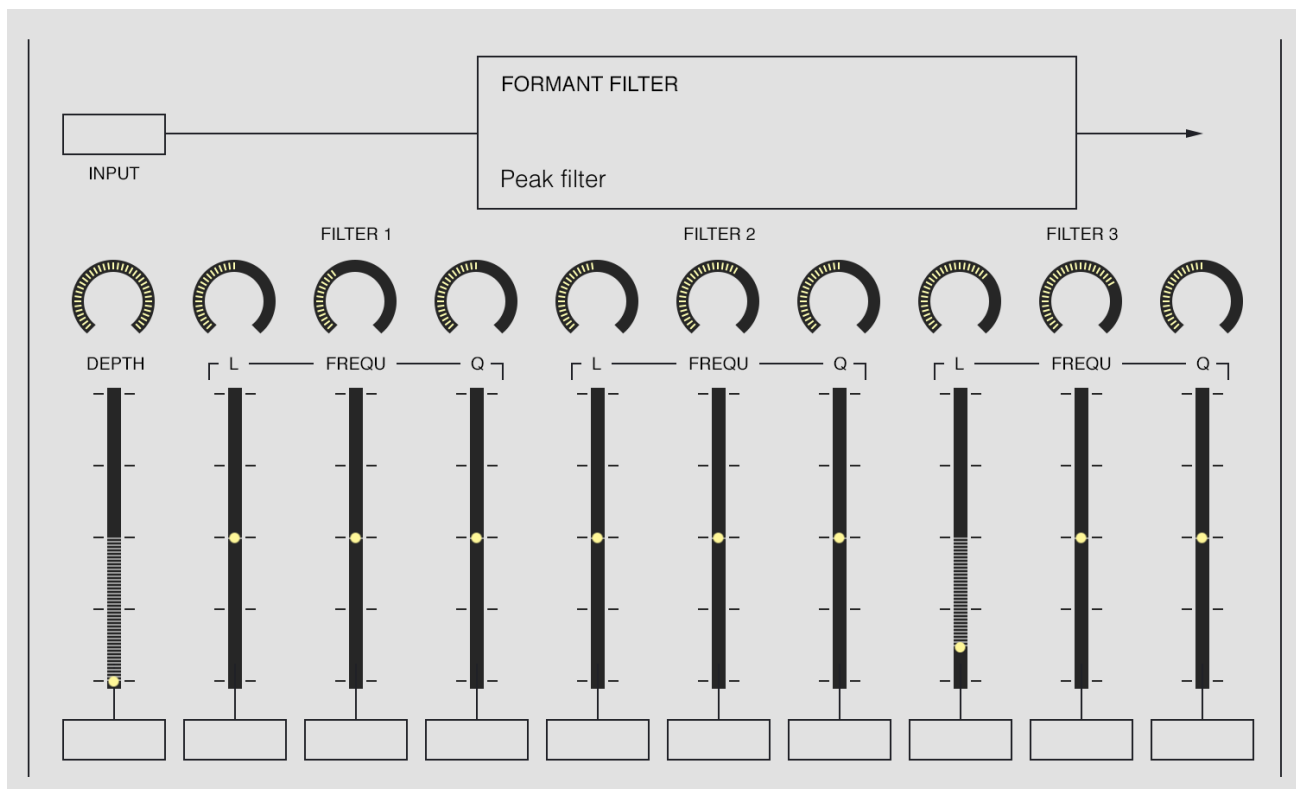 FORMANT FILTER
INPUT
Peak filter
FILTER 1
FILTER 2
FILTER 3
DEPTH
L FREQU Q
L FREQU Q
L FREQU Q